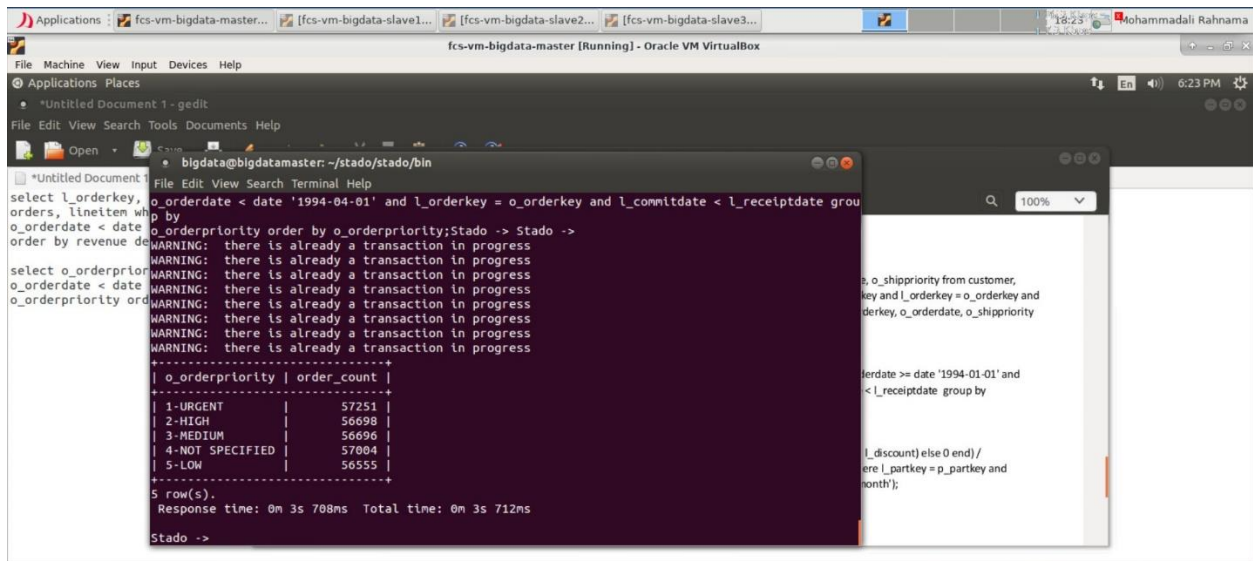 Applications fcs-vm-bigdata-master... [fcs-vm-bigdata-slave1... [fcs-vm-bigdata-slave2... [fcs-vm-bigdata-slave3... 18:23 Mohammadali Rahnama
fcs-vm-bigdata-master [Running] - Oracle VM VirtualBox
File Machine View Input Devices Help
Applications Places En 6:23 PM
*Untitled Document 1 - gedit
File Edit View Search Tools Documents Help
Open Save
*Untitled Document 1
select l_orderkey,
orders, lineitem wh
o_orderdate < date
order by revenue de
select o_orderprior
o_orderdate < date
o_orderpriority ord
bigdata@bigdatamaster: ~/stado/stado/bin
File Edit View Search Terminal Help
o_orderdate < date '1994-04-01' and l_orderkey = o_orderkey and l_commitdate < l_receiptdate grou
p by
o_orderpriority order by o_orderpriority;Stado -> Stado ->
WARNING: there is already a transaction in progress
WARNING: there is already a transaction in progress
WARNING: there is already a transaction in progress
WARNING: there is already a transaction in progress
WARNING: there is already a transaction in progress
WARNING: there is already a transaction in progress
WARNING: there is already a transaction in progress
WARNING: there is already a transaction in progress
+-------------------------------+
| o_orderpriority | order_count |
+-------------------------------+
| 1-URGENT | 57251 |
| 2-HIGH | 56698 |
| 3-MEDIUM | 56696 |
| 4-NOT SPECIFIED | 57004 |
| 5-LOW | 56555 |
+-------------------------------+
5 row(s).
Response time: 0m 3s 708ms Total time: 0m 3s 712ms
Stado ->
100%
e, o_shippriority from customer,
key and l_orderkey = o_orderkey and
derkey, o_orderdate, o_shippriority
derdate >= date '1994-01-01' and
< l_receiptdate group by
l_discount) else 0 end) /
ere l_partkey = p_partkey and
month');